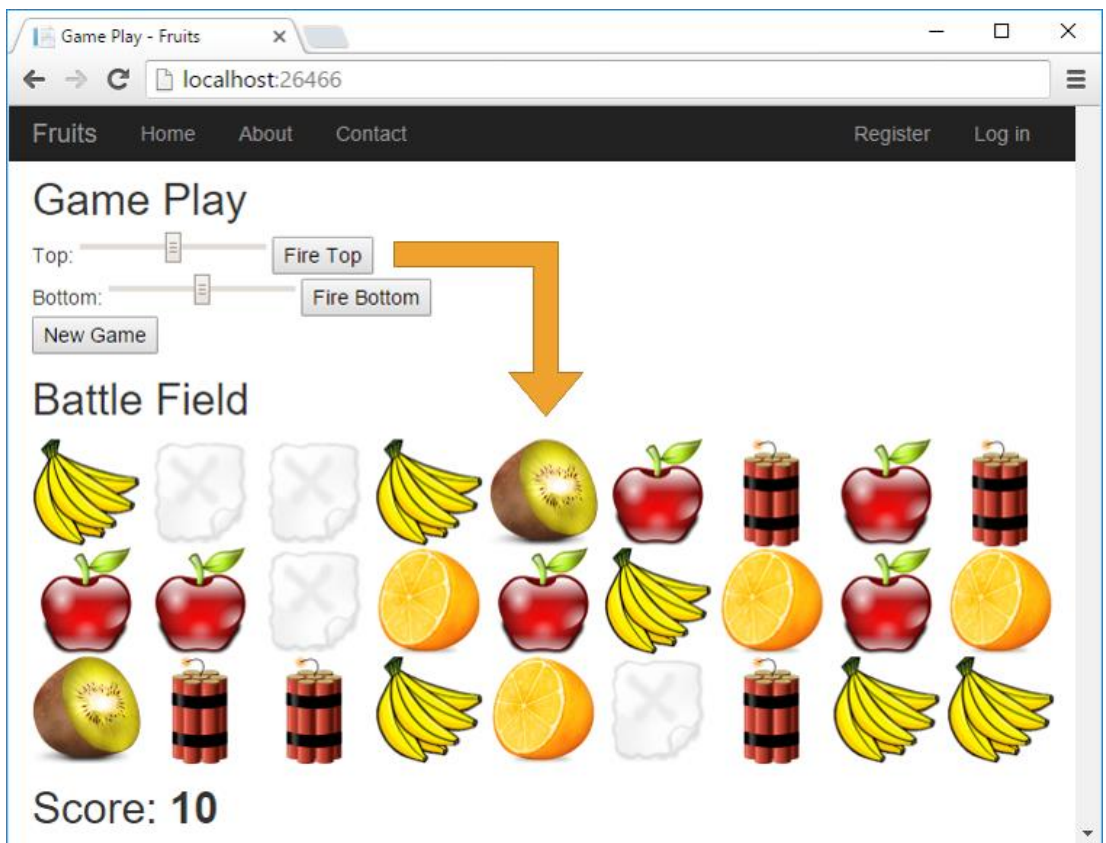 Game Play - Fruits
localhost:26466
Fruits Home About Contact Register Log in
Game Play
Top: Fire Top
Bottom: Fire Bottom
New Game
Battle Field
Score: 10